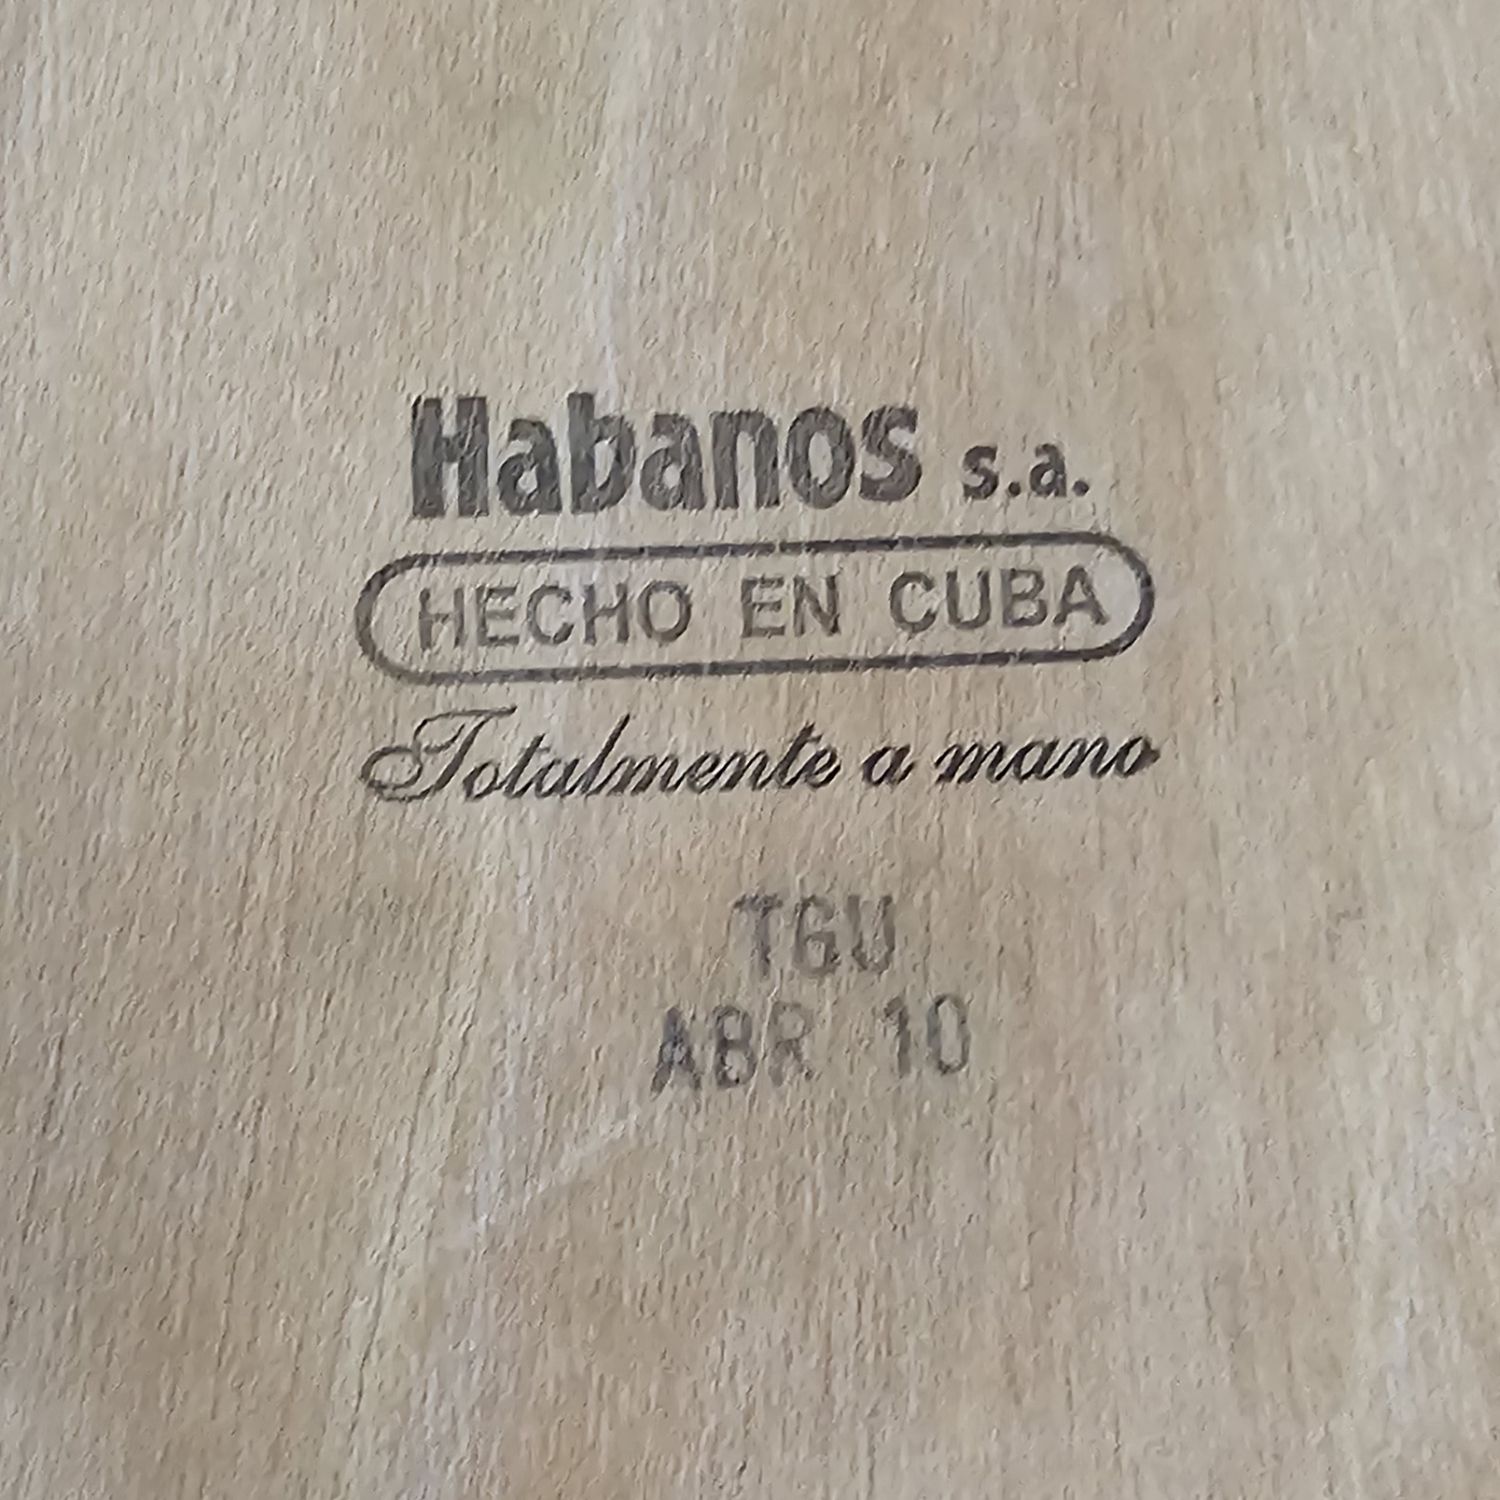 Habanos s.a.
HECHO EN CUBA
Totalmente a mano
TGU
ABR 10